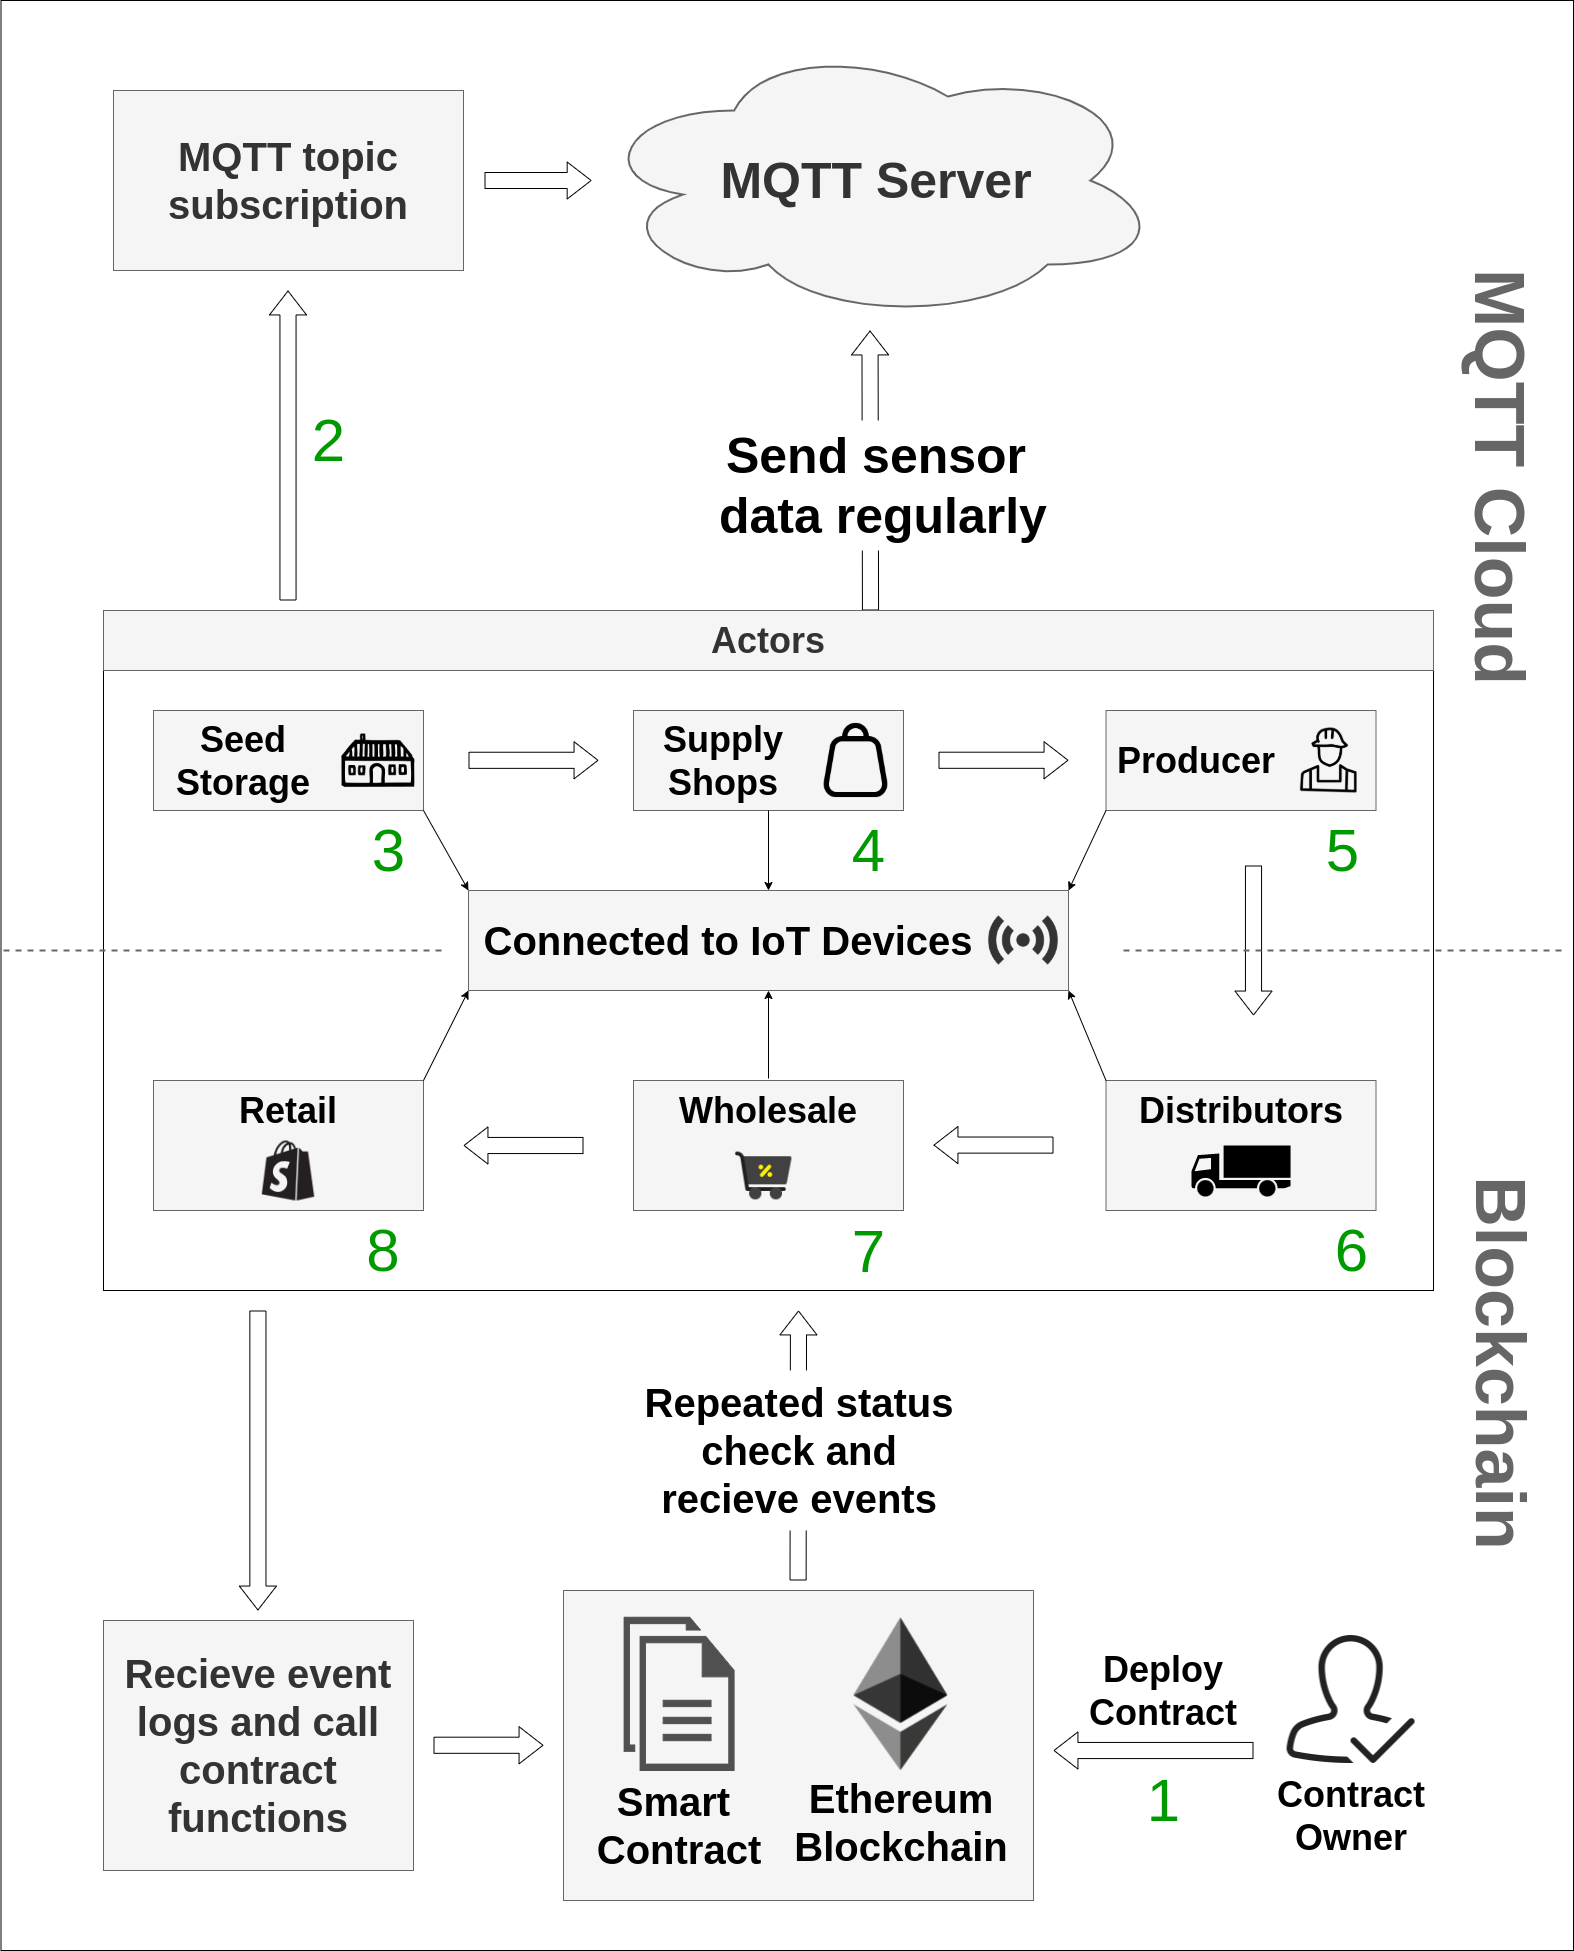 MQTT topic
subscription
MQTT Server
MQTT Cloud
2
Send sensor
data regularly
Actors
Seed
Storage
Supply
Shops
Producer
3
4
5
Connected to IoT Devices
Retail
Wholesale
Distributors
8
7
6
Blockchain
Repeated status
check and
recieve events
Recieve event
logs and call
contract
functions
Smart
Contract
Ethereum
Blockchain
Deploy
Contract
1
Contract
Owner